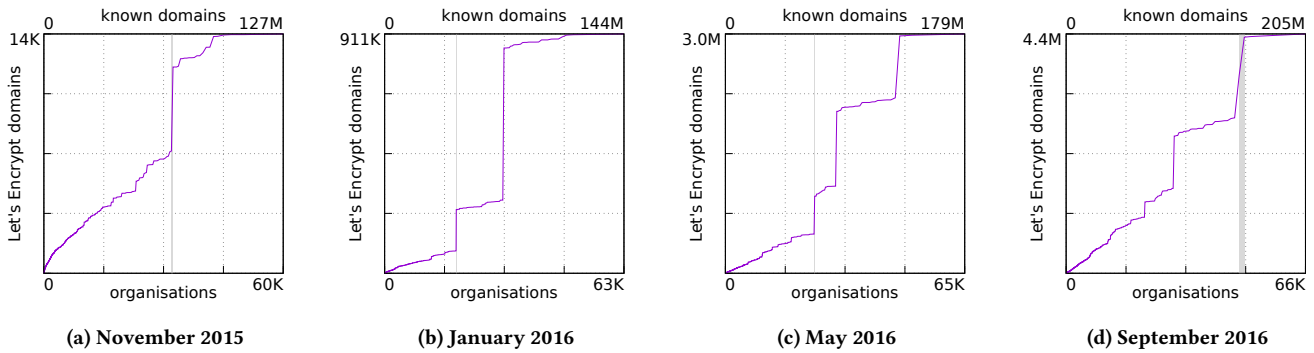 0 known domains 127M
14K
Let's Encrypt domains
0 organisations 60K
(a) November 2015
0 known domains 144M
911K
Let's Encrypt domains
0 organisations 63K
(b) January 2016
0 known domains 179M
3.0M
Let's Encrypt domains
0 organisations 65K
(c) May 2016
0 known domains 205M
4.4M
Let's Encrypt domains
0 organisations 66K
(d) September 2016